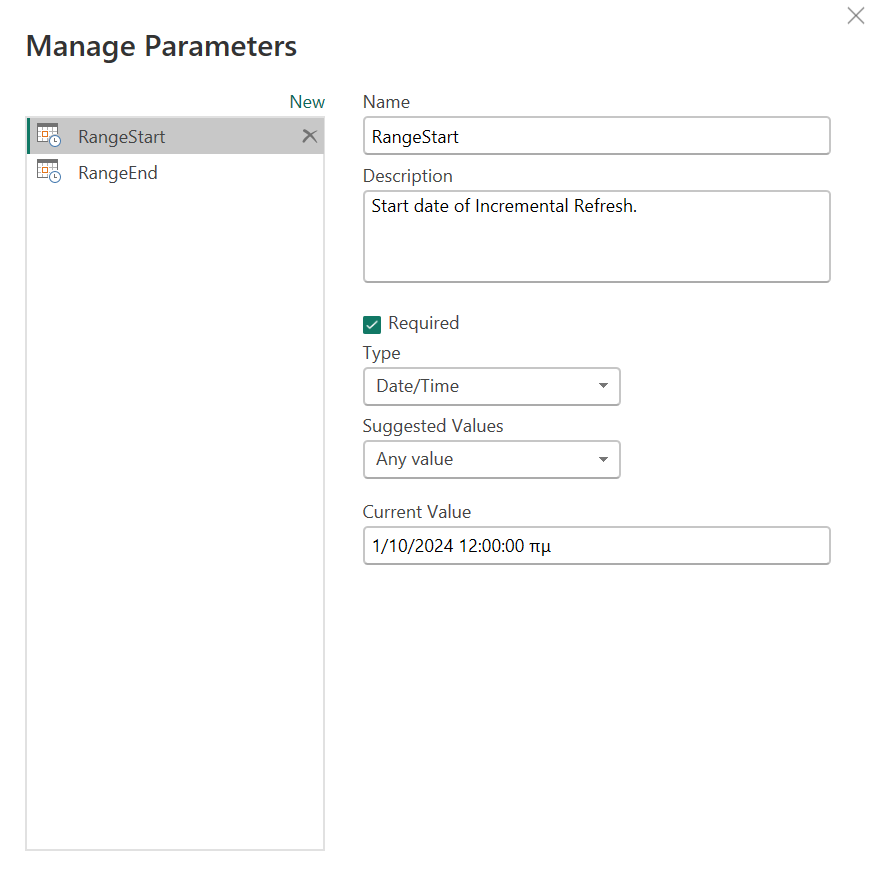 Manage Parameters
New
RangeStart
RangeEnd
Name
RangeStart
Description
Start date of Incremental Refresh.
Required
Type
Date/Time
Suggested Values
Any value
Current Value
1/10/2024 12:00:00 πμ